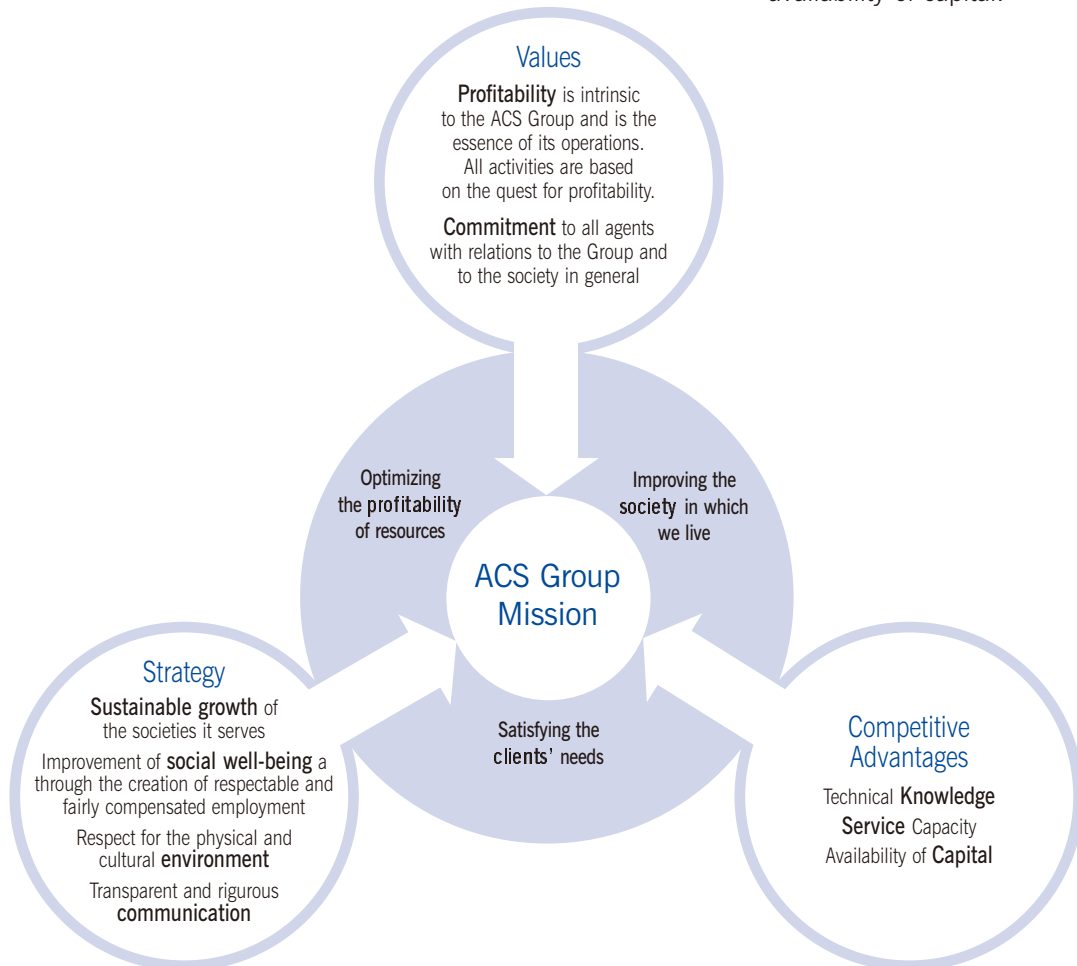 availability of capital.
Values
Profitability is intrinsic
to the ACS Group and is the
essence of its operations.
All activities are based
on the quest for profitability.
Commitment to all agents
with relations to the Group and
to the society in general
Optimizing
the profitability
of resources
Improving the
society in which
we live
ACS Group
Mission
Strategy
Sustainable growth of
the societies it serves
Improvement of social well-being a
through the creation of respectable and
fairly compensated employment
Respect for the physical and
cultural environment
Transparent and rigurous
communication
Satisfying the
clients' needs
Competitive
Advantages
Technical Knowledge
Service Capacity
Availability of Capital